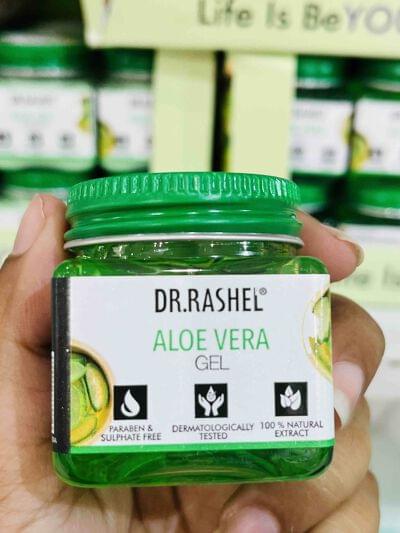 Life Is BeYOU
DR.RASHEL®
ALOE VERA
GEL
PARABEN &
SULPHATE FREE
DERMATOLOGICALLY
TESTED
100 % NATURAL
EXTRACT